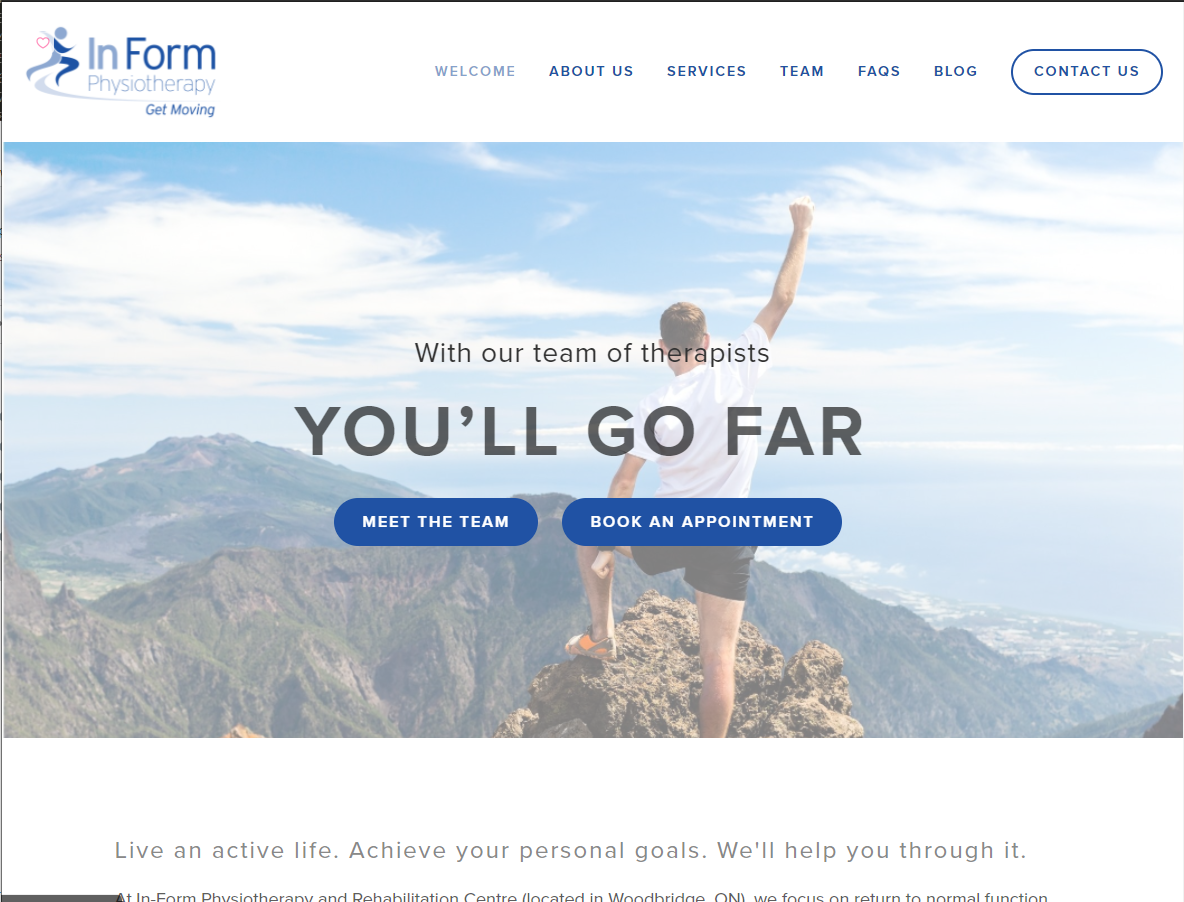 In Form
Physiotherapy
Get Moving
WELCOME ABOUT US SERVICES TEAM FAQS BLOG CONTACT US
With our team of therapists
YOU’LL GO FAR
MEET THE TEAM BOOK AN APPOINTMENT
Live an active life. Achieve your personal goals. We'll help you through it.
At In-Form Physiotherapy and Rehabilitation Centre (located in Woodbridge, ON), we focus on return to normal function